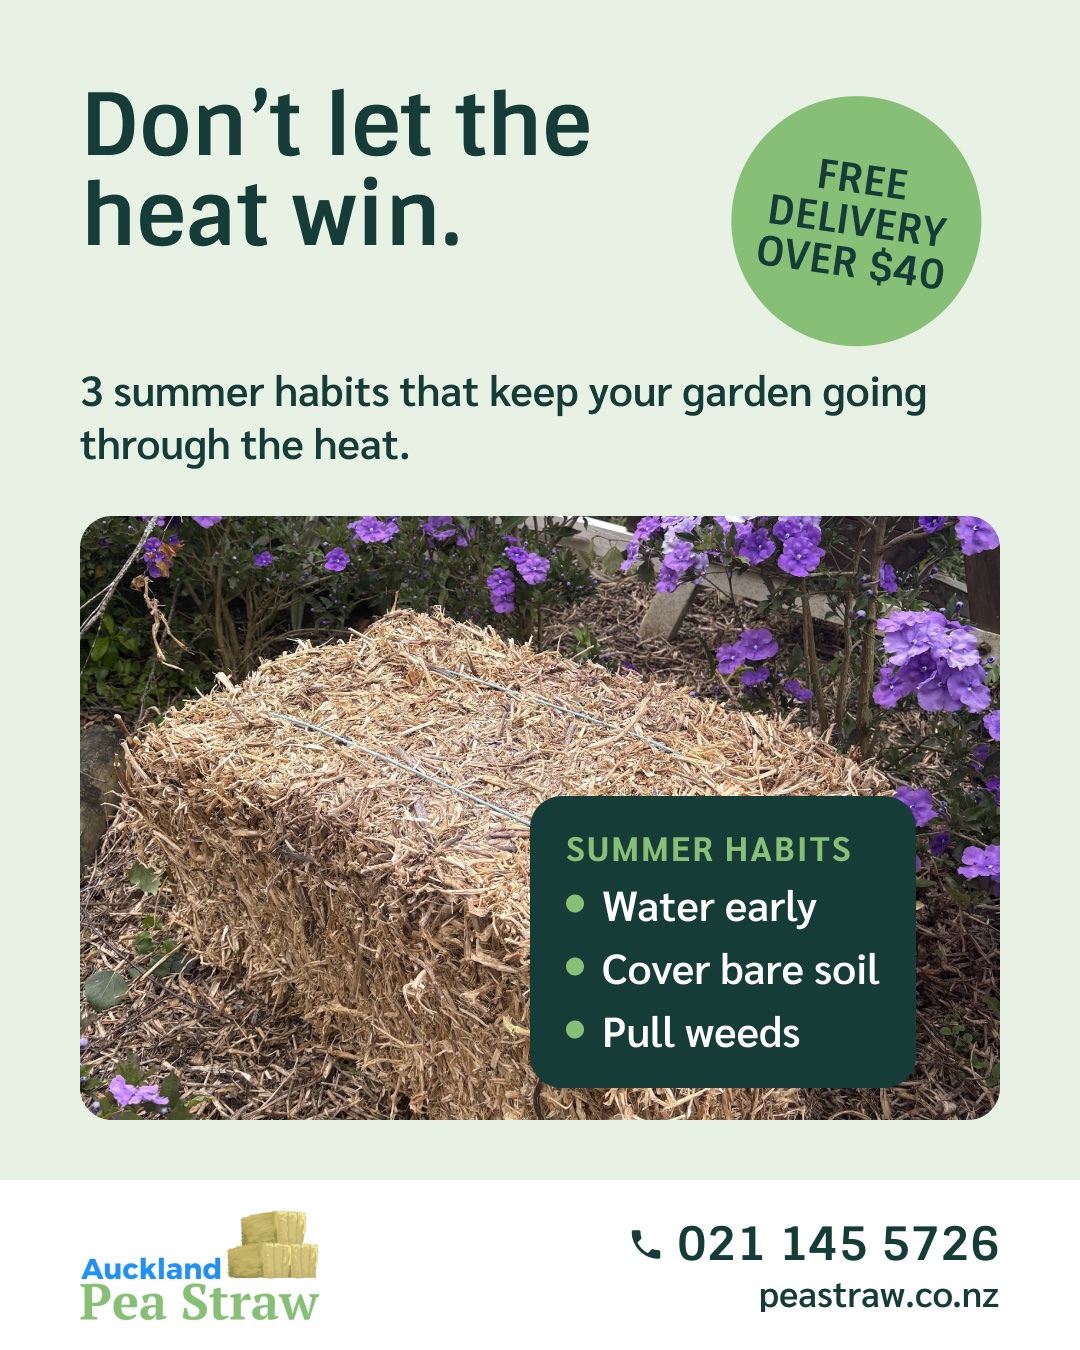 Don’t let the
heat win.
FREE
DELIVERY
OVER $40
3 summer habits that keep your garden going
through the heat.
SUMMER HABITS
Water early
Cover bare soil
Pull weeds
Auckland
Pea Straw
021 145 5726
peastraw.co.nz